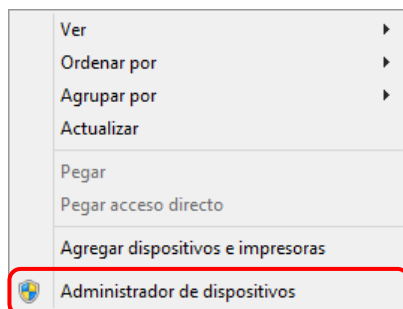 Ver
Ordenar por
Agrupar por
Actualizar
Pegar
Pegar acceso directo
Agregar dispositivos e impresoras
Administrador de dispositivos